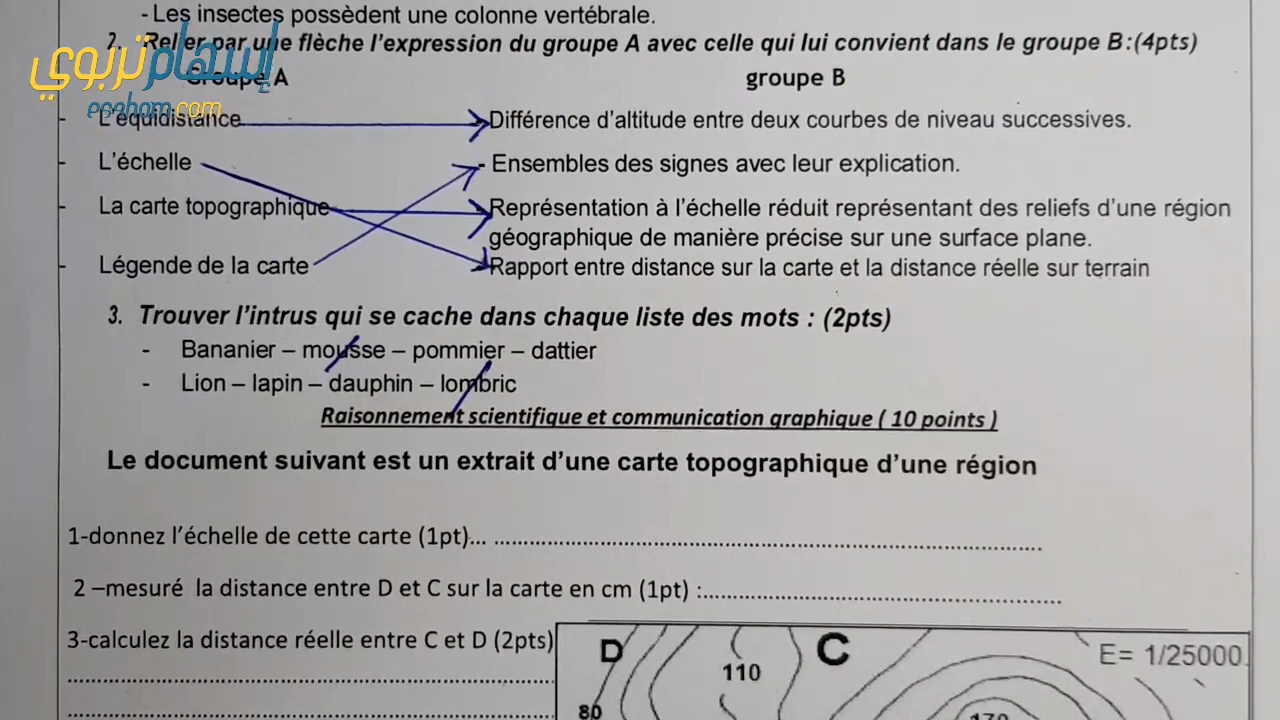 - Les insectes possèdent une colonne vertébrale.
2. Relier par une flèche l'expression du groupe A avec celle qui lui convient dans le groupe B:(4pts)
إسهام تربوي
Groupe A groupe B
eseham.com
- L'équidistance Différence d'altitude entre deux courbes de niveau successives.
- L'échelle - Ensembles des signes avec leur explication.
- La carte topographique Représentation à l'échelle réduit représentant des reliefs d'une région
géographique de manière précise sur une surface plane.
- Légende de la carte Rapport entre distance sur la carte et la distance réelle sur terrain
3. Trouver l'intrus qui se cache dans chaque liste des mots : (2pts)
- Bananier – mousse – pommier – dattier
- Lion – lapin – dauphin – lombric
Raisonnement scientifique et communication graphique ( 10 points )
Le document suivant est un extrait d'une carte topographique d'une région
1-donnez l'échelle de cette carte (1pt)... ..........................................................................................
2 –mesuré la distance entre D et C sur la carte en cm (1pt) :..........................................................
3-calculez la distance réelle entre C et D (2pts)
D C E= 1/25000
110
80
170